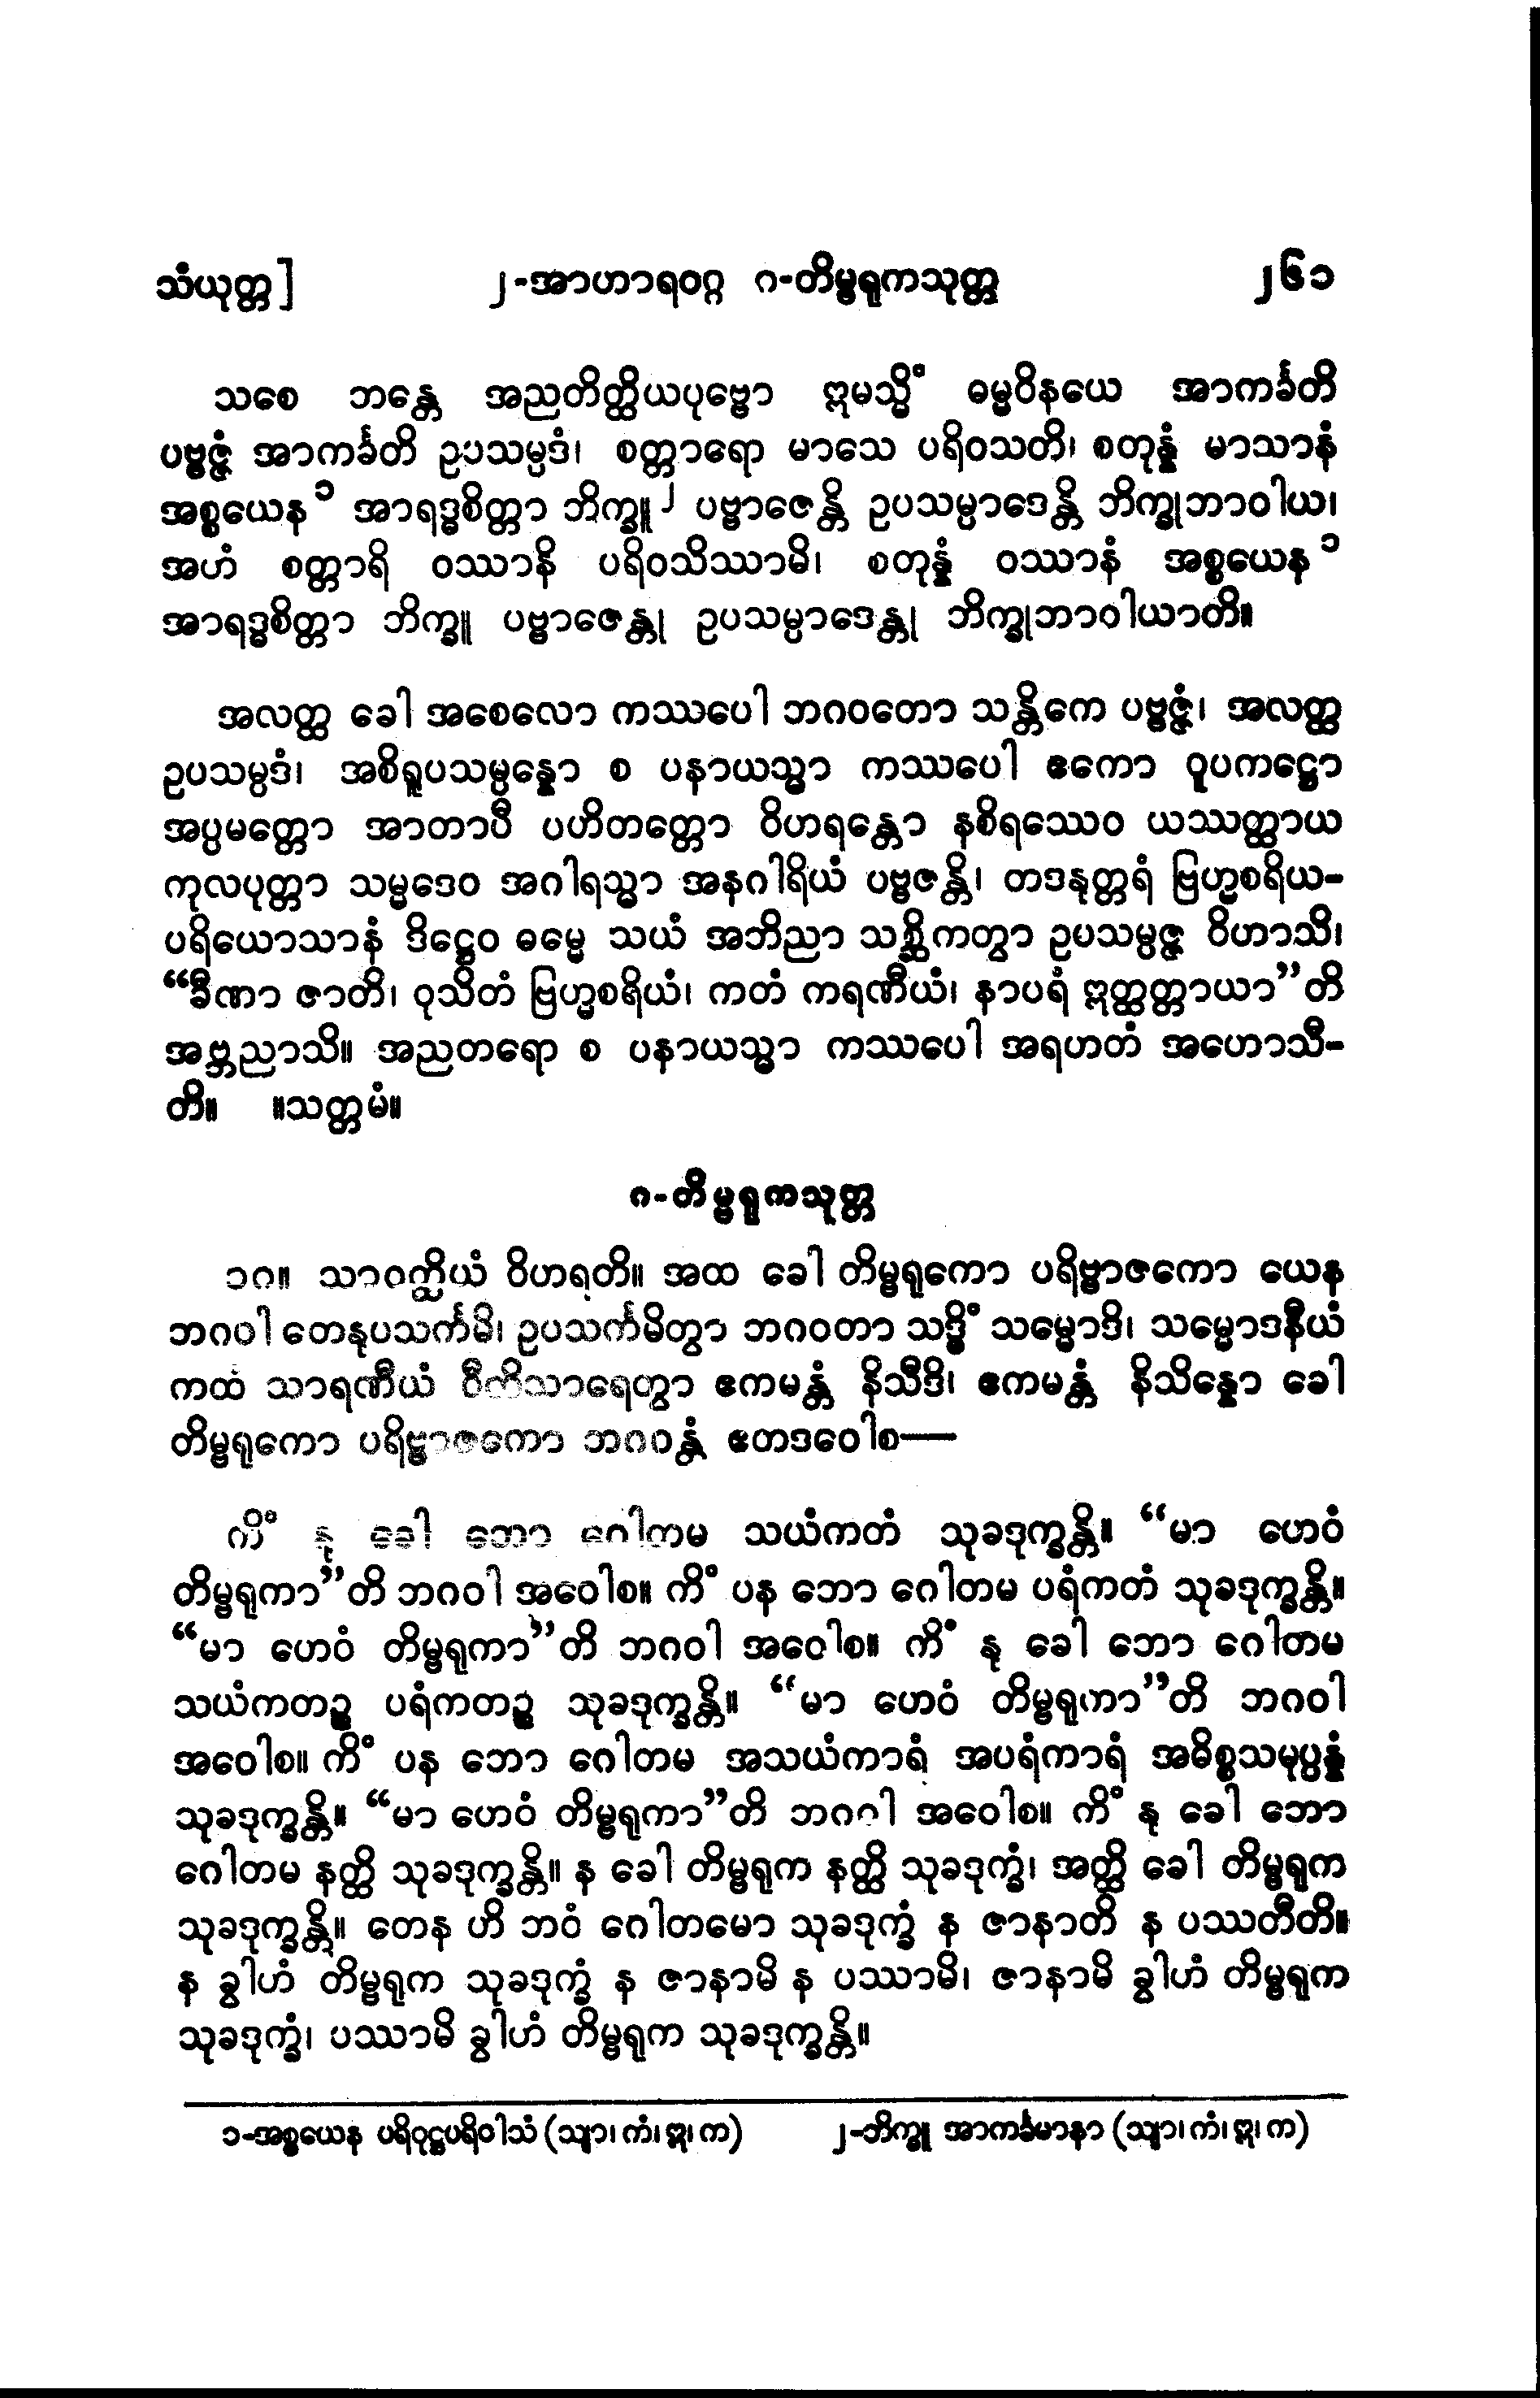 သံယုတ္တ] ၂-အာဟာရဝဂ္ဂ ဂ-တိမ္ဗရုကသုတ္တ ၂၆၁
သစေ ဘန္တေ အညတိတ္ထိယပုဗ္ဗော ဣမသ္မိံ ဓမ္မဝိနယေ အာကင်္ခတိ
ပဗ္ဗဇ္ဇံ အာကင်္ခတိ ဥပသမ္ပဒံ၊ စတ္တာရော မာသေ ပရိဝသတိ၊ စတုန္နံ မာသာနံ
အစ္စယေန ၁ အာရဒ္ဓစိတ္တာ ဘိက္ခူ ၂ ပဗ္ဗာဇေန္တိ ဥပသမ္ပာဒေန္တိ ဘိက္ခုဘာဝါယ၊
အဟံ စတ္တာရိ ဝဿာနိ ပရိဝသိဿာမိ၊ စတုန္နံ ဝဿာနံ အစ္စယေန ၁
အာရဒ္ဓစိတ္တာ ဘိက္ခူ ပဗ္ဗာဇေန္တု ဥပသမ္ပာဒေန္တု ဘိက္ခုဘာဝါယာတိ။
အလတ္ထ ခေါ အစေလော ကဿပေါ ဘဂဝတော သန္တိကေ ပဗ္ဗဇ္ဇံ၊ အလတ္ထ
ဥပသမ္ပဒံ၊ အစိရူပသမ္ပန္နော စ ပနာယသ္မာ ကဿပေါ ဧကော ဝူပကဋ္ဌော
အပ္ပမတ္တော အာတာပီ ပဟိတတ္တော ဝိဟရန္တော နစိရဿေဝ ယဿတ္ထာယ
ကုလပုတ္တာ သမ္မဒေဝ အဂါရသ္မာ အနဂါရိယံ ပဗ္ဗဇန္တိ၊ တဒနုတ္တရံ ဗြဟ္မစရိယ-
ပရိယောသာနံ ဒိဋ္ဌေဝ ဓမ္မေ သယံ အဘိညာ သစ္ဆိကတွာ ဥပသမ္ပဇ္ဇ ဝိဟာသိ၊
“ခီဏာ ဇာတိ၊ ဝုသိတံ ဗြဟ္မစရိယံ၊ ကတံ ကရဏီယံ၊ နာပရံ ဣတ္ထတ္တာယာ”တိ
အဗ္ဘညာသိ။ အညတရော စ ပနာယသ္မာ ကဿပေါ အရဟတံ အဟောသီ-
တိ။ ။သတ္တမံ။
ဂ-တိမ္ဗရုကသုတ္တ
၁ဂ။ သာဝတ္ထိယံ ဝိဟရတိ။ အထ ခေါ တိမ္ဗရုကော ပရိဗ္ဗာဇကော ယေန
ဘဂဝါ တေနုပသင်္ကမိ၊ ဥပသင်္ကမိတွာ ဘဂဝတာ သဒ္ဓိံ သမ္မောဒိ၊ သမ္မောဒနီယံ
ကထံ သာရဏီယံ ဝီတိသာရေတွာ ဧကမန္တံ နိသီဒိ၊ ဧကမန္တံ နိသိန္နော ခေါ
တိမ္ဗရုကော ပရိဗ္ဗာဇကော ဘဂဝန္တံ ဧတဒဝေါစ—
ကိံ နု ခေါ ဘော ဂေါတမ သယံကတံ သုခဒုက္ခန္တိ။ “မာ ဟေဝံ
တိမ္ဗရုကာ”တိ ဘဂဝါ အဝေါစ။ ကိံ ပန ဘော ဂေါတမ ပရံကတံ သုခဒုက္ခန္တိ။
“မာ ဟေဝံ တိမ္ဗရုကာ”တိ ဘဂဝါ အဝေါစ။ ကိံ နု ခေါ ဘော ဂေါတမ
သယံကတဉ္စ ပရံကတဉ္စ သုခဒုက္ခန္တိ။ “မာ ဟေဝံ တိမ္ဗရုကာ”တိ ဘဂဝါ
အဝေါစ။ ကိံ ပန ဘော ဂေါတမ အသယံကာရံ အပရံကာရံ အဓိစ္စသမုပ္ပန္နံ
သုခဒုက္ခန္တိ။ “မာ ဟေဝံ တိမ္ဗရုကာ”တိ ဘဂဝါ အဝေါစ။ ကိံ နု ခေါ ဘော
ဂေါတမ နတ္ထိ သုခဒုက္ခန္တိ။ န ခေါ တိမ္ဗရုက နတ္ထိ သုခဒုက္ခံ၊ အတ္ထိ ခေါ တိမ္ဗရုက
သုခဒုက္ခန္တိ။ တေန ဟိ ဘဝံ ဂေါတမော သုခဒုက္ခံ န ဇာနာတိ န ပဿတီတိ။
န ခွါဟံ တိမ္ဗရုက သုခဒုက္ခံ န ဇာနာမိ န ပဿာမိ၊ ဇာနာမိ ခွါဟံ တိမ္ဗရုက
သုခဒုက္ခံ၊ ပဿာမိ ခွါဟံ တိမ္ဗရုက သုခဒုက္ခန္တိ။
၁-အစ္စယေန ပရိဝုဋ္ဌပရိဝါသံ (သျာ၊ ကံ၊ ဣ၊ က) ၂-ဘိက္ခူ အာကင်္ခမာနာ (သျာ၊ ကံ၊ ဣ၊ က)